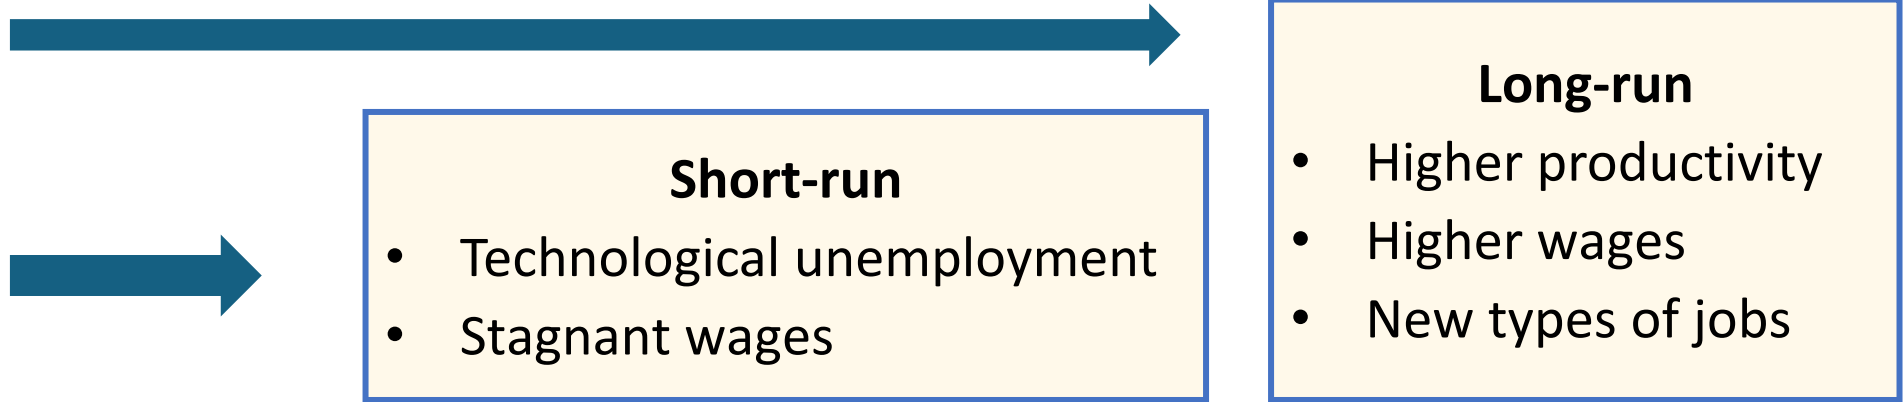 Short-run
• Technological unemployment
• Stagnant wages
Long-run
• Higher productivity
• Higher wages
• New types of jobs